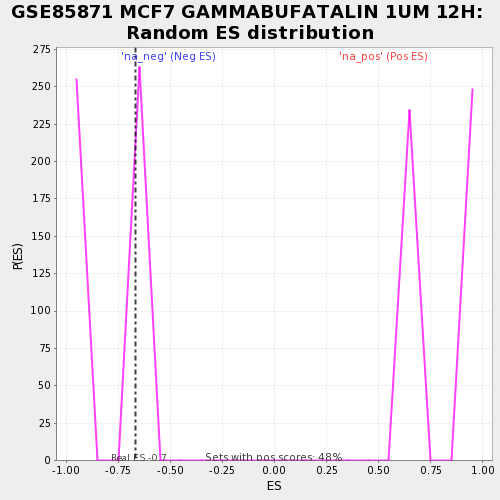 GSE85871 MCF7 GAMMABUFATALIN 1UM 12H:
Random ES distribution
'na_neg' (Neg ES)
'na_pos' (Pos ES)
P(ES)
275
250
225
200
175
150
125
100
75
50
25
0
Real ES -0.7
Sets with pos scores: 48%
-1.00 -0.75 -0.50 -0.25 0.00 0.25 0.50 0.75 1.00
ES